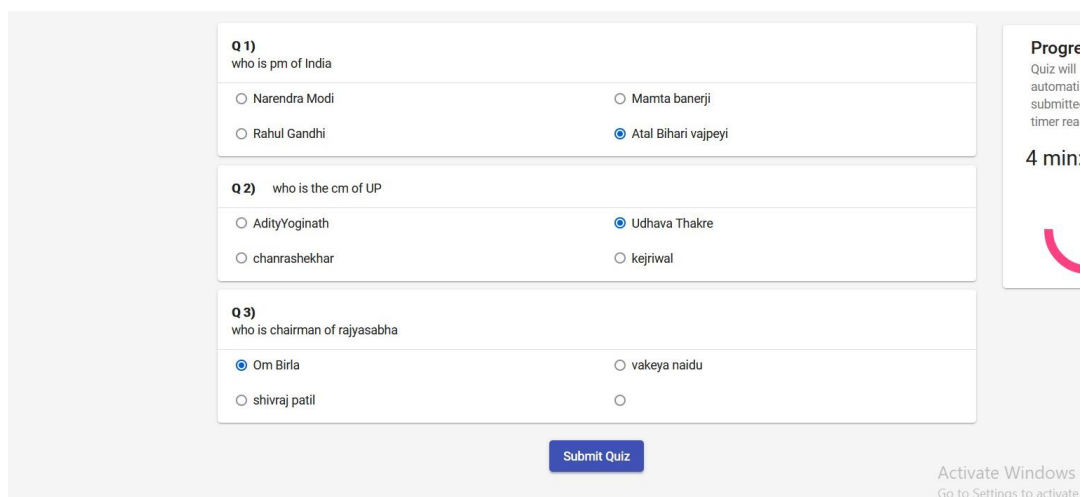 Q 1)
who is pm of India
Narendra Modi
Mamta banerji
Rahul Gandhi
Atal Bihari vajpeyi
Q 2) who is the cm of UP
AdityYoginath
Udhava Thakre
chanrashekhar
kejriwal
Q 3)
who is chairman of rajyasabha
Om Birla
vakeya naidu
shivraj patil
Submit Quiz
Progre
Quiz will
automati
submitte
timer rea
4 min:
Activate Windows
Go to Settings to activate